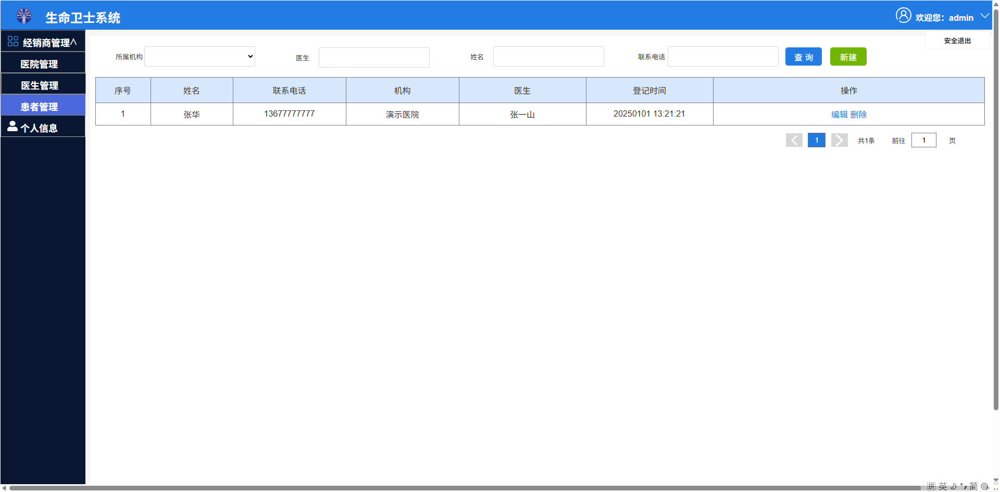 生命卫士系统
欢迎您：admin
安全退出
经销商管理
医院管理
医生管理
患者管理
个人信息
所属机构 医生 姓名 联系电话 查 询 新建
序号 姓名 联系电话 机构 医生 登记时间 操作
1 张华 13677777777 演示医院 张一山 20250101 13:21:21 编辑 删除
1 共1条 前往 1 页
拼 英 简